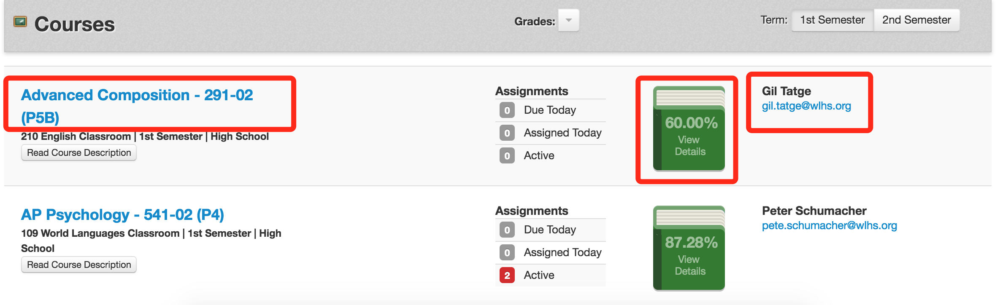 Courses
Grades:
Term: 1st Semester 2nd Semester
Advanced Composition - 291-02
(P5B)
210 English Classroom | 1st Semester | High School
Read Course Description
Assignments
0 Due Today
0 Assigned Today
0 Active
60.00%
View
Details
Gil Tatge
gil.tatge@wlhs.org
AP Psychology - 541-02 (P4)
109 World Languages Classroom | 1st Semester | High
School
Read Course Description
Assignments
0 Due Today
0 Assigned Today
2 Active
87.28%
View
Details
Peter Schumacher
pete.schumacher@wlhs.org